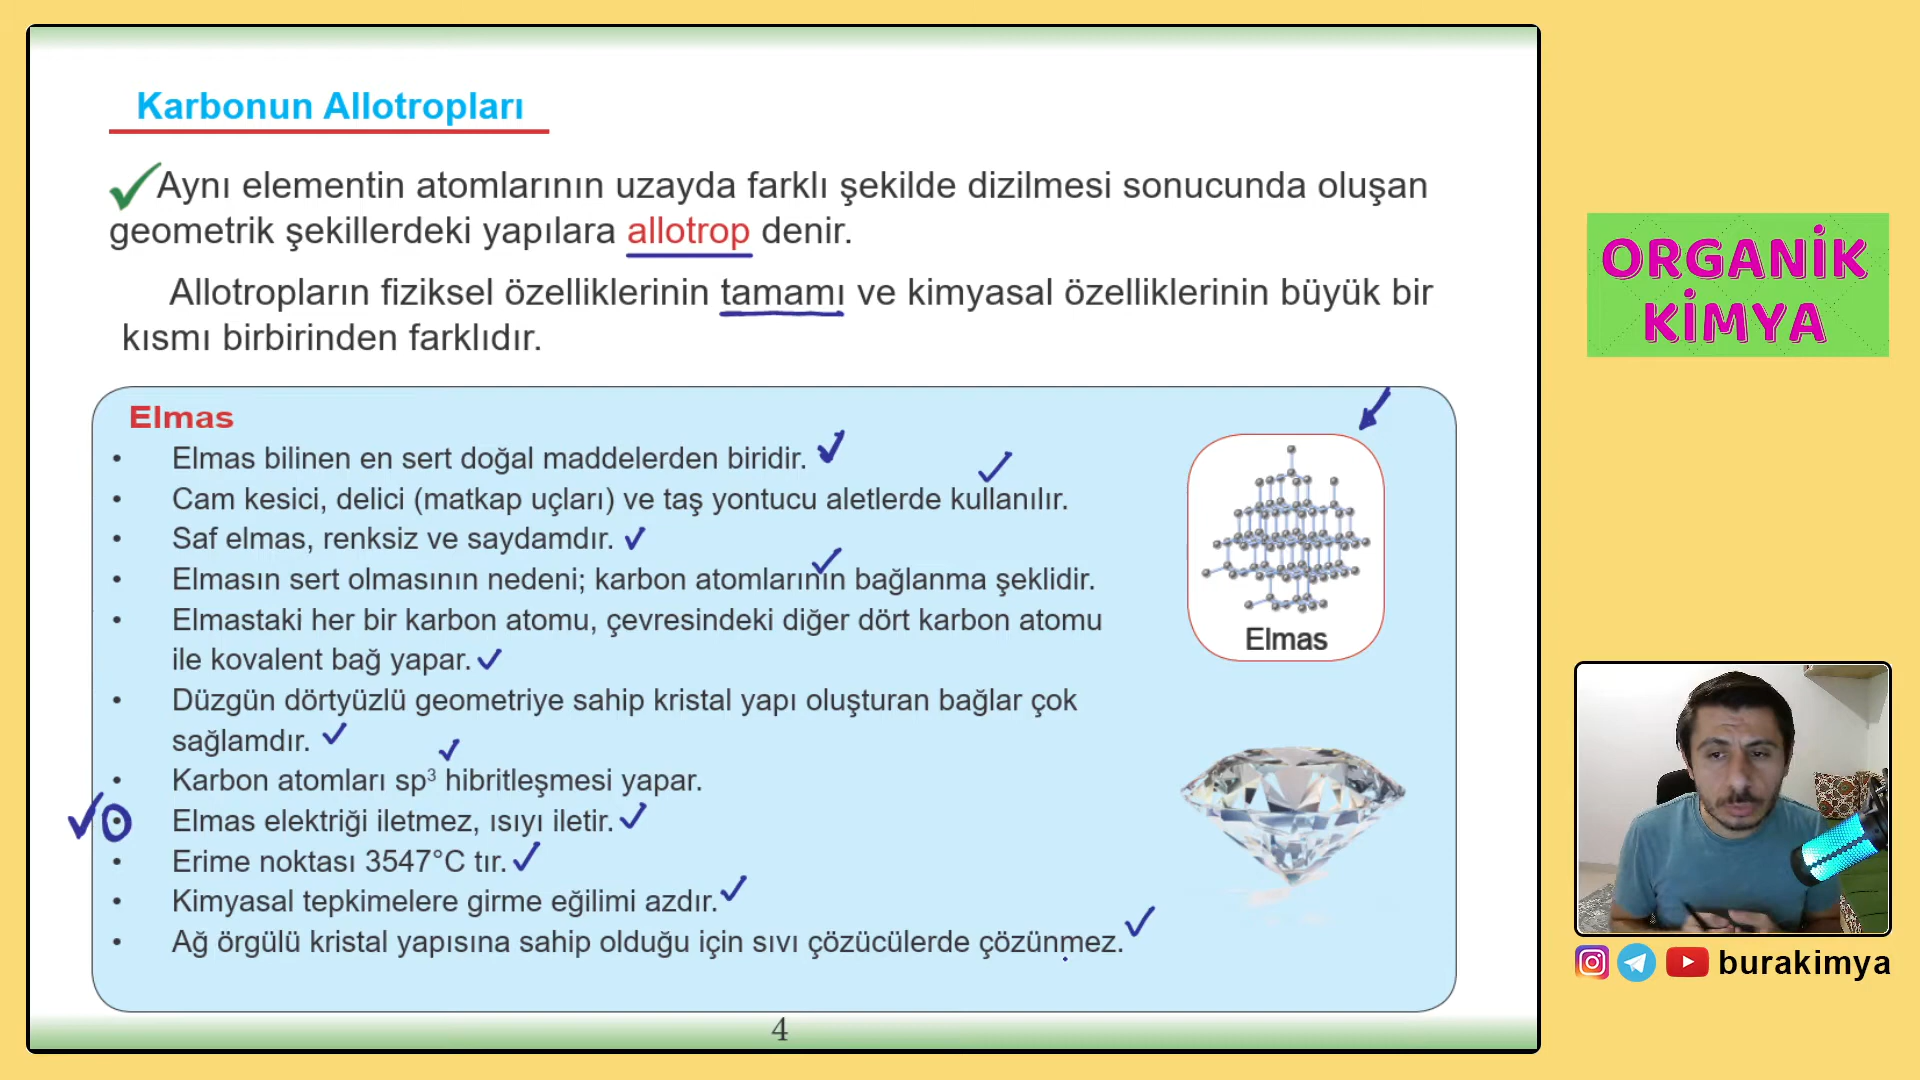 Karbonun Allotropları
Aynı elementin atomlarının uzayda farklı şekilde dizilmesi sonucunda oluşan
geometrik şekillerdeki yapılara allotrop denir.
Allotropların fiziksel özelliklerinin tamamı ve kimyasal özelliklerinin büyük bir
kısmı birbirinden farklıdır.
Elmas
• Elmas bilinen en sert doğal maddelerden biridir.
• Cam kesici, delici (matkap uçları) ve taş yontucu aletlerde kullanılır.
• Saf elmas, renksiz ve saydamdır.
• Elmasın sert olmasının nedeni; karbon atomlarının bağlanma şeklidir.
• Elmastaki her bir karbon atomu, çevresindeki diğer dört karbon atomu
ile kovalent bağ yapar.
• Düzgün dörtyüzlü geometriye sahip kristal yapı oluşturan bağlar çok
sağlamdır.
• Karbon atomları sp³ hibritleşmesi yapar.
• Elmas elektriği iletmez, ısıyı iletir.
• Erime noktası 3547°C tır.
• Kimyasal tepkimelere girme eğilimi azdır.
• Ağ örgülü kristal yapısına sahip olduğu için sıvı çözücülerde çözünmez.
Elmas
4
ORGANİK
KİMYA
burakimya